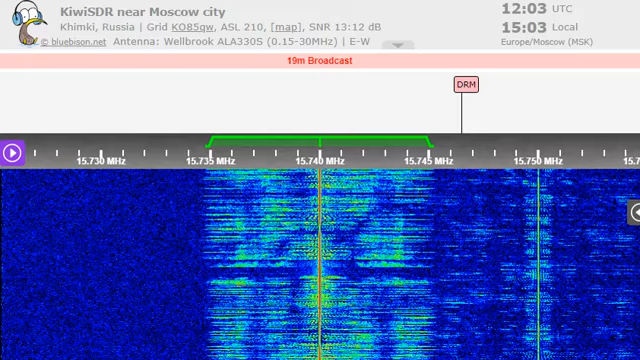 KiwiSDR near Moscow city
12:03 UTC
Khimki, Russia | Grid KO85qw, ASL 210, [map], SNR 13:12 dB
15:03 Local
© bluebison.net Antenna: Wellbrook ALA330S (0.15-30MHz) | E-W
Europe/Moscow (MSK)
19m Broadcast
DRM
15.730 MHz 15.735 MHz 15.740 MHz 15.745 MHz 15.750 MHz